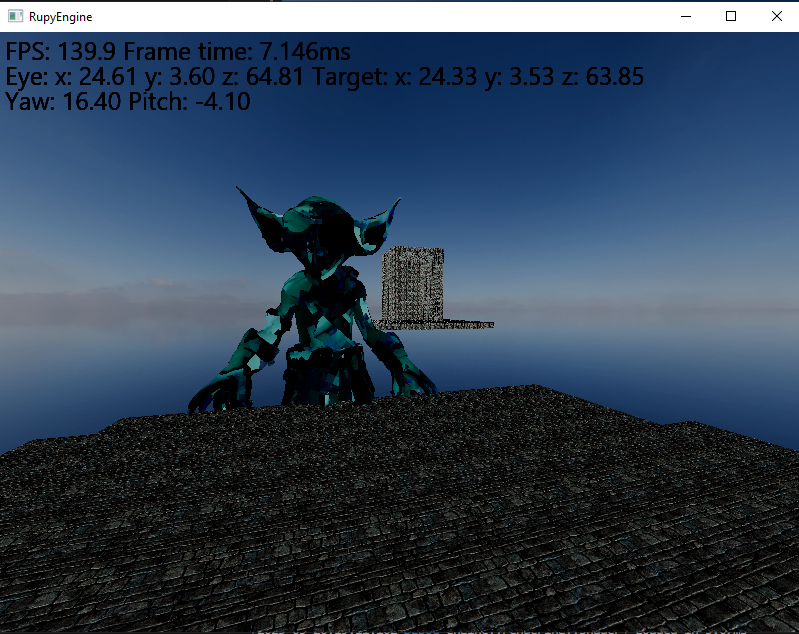 RupyEngine
FPS: 139.9 Frame time: 7.146ms
Eye: x: 24.61 y: 3.60 z: 64.81 Target: x: 24.33 y: 3.53 z: 63.85
Yaw: 16.40 Pitch: -4.10